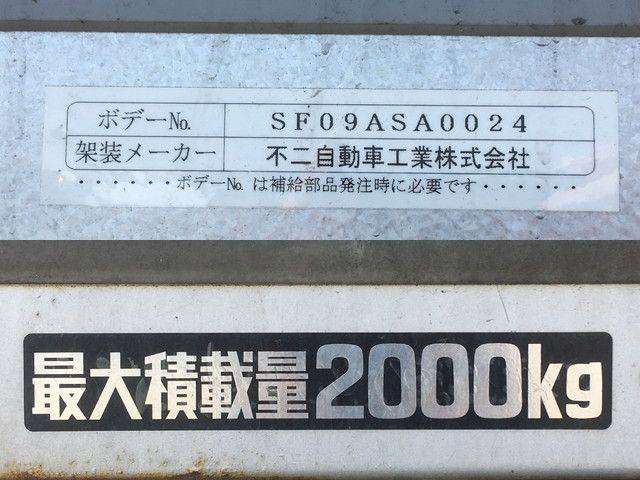 ボデー№ SF09ASA0024
架装メーカー 不二自動車工業株式会社
・・・・・・ボデー№ は補給部品発注時に必要です・・・・・・
最大積載量2000kg